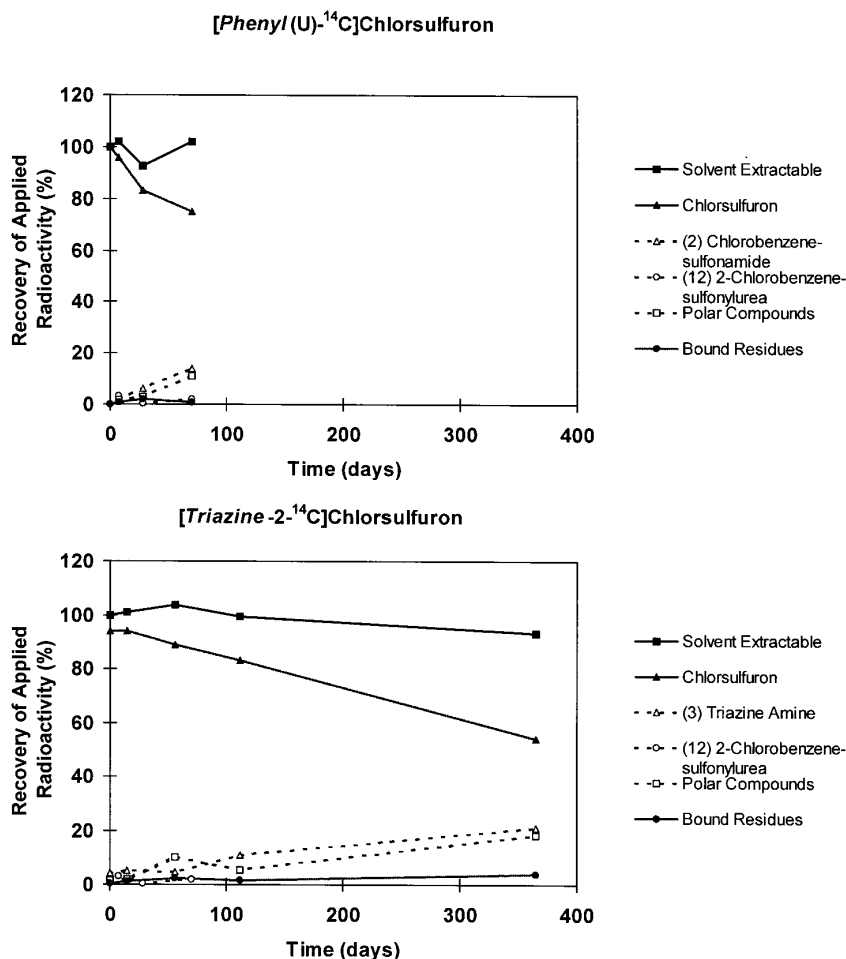 [Phenyl (U)-¹⁴C]Chlorsulfuron
120
100
80
60
40
20
0
Recovery of Applied
Radioactivity (%)
0 100 200 300 400
Time (days)
Solvent Extractable
Chlorsulfuron
(2) Chlorobenzene-
sulfonamide
(12) 2-Chlorobenzene-
sulfonylurea
Polar Compounds
Bound Residues
[Triazine -2-¹⁴C]Chlorsulfuron
120
100
80
60
40
20
0
Recovery of Applied
Radioactivity (%)
0 100 200 300 400
Time (days)
Solvent Extractable
Chlorsulfuron
(3) Triazine Amine
(12) 2-Chlorobenzene-
sulfonylurea
Polar Compounds
Bound Residues